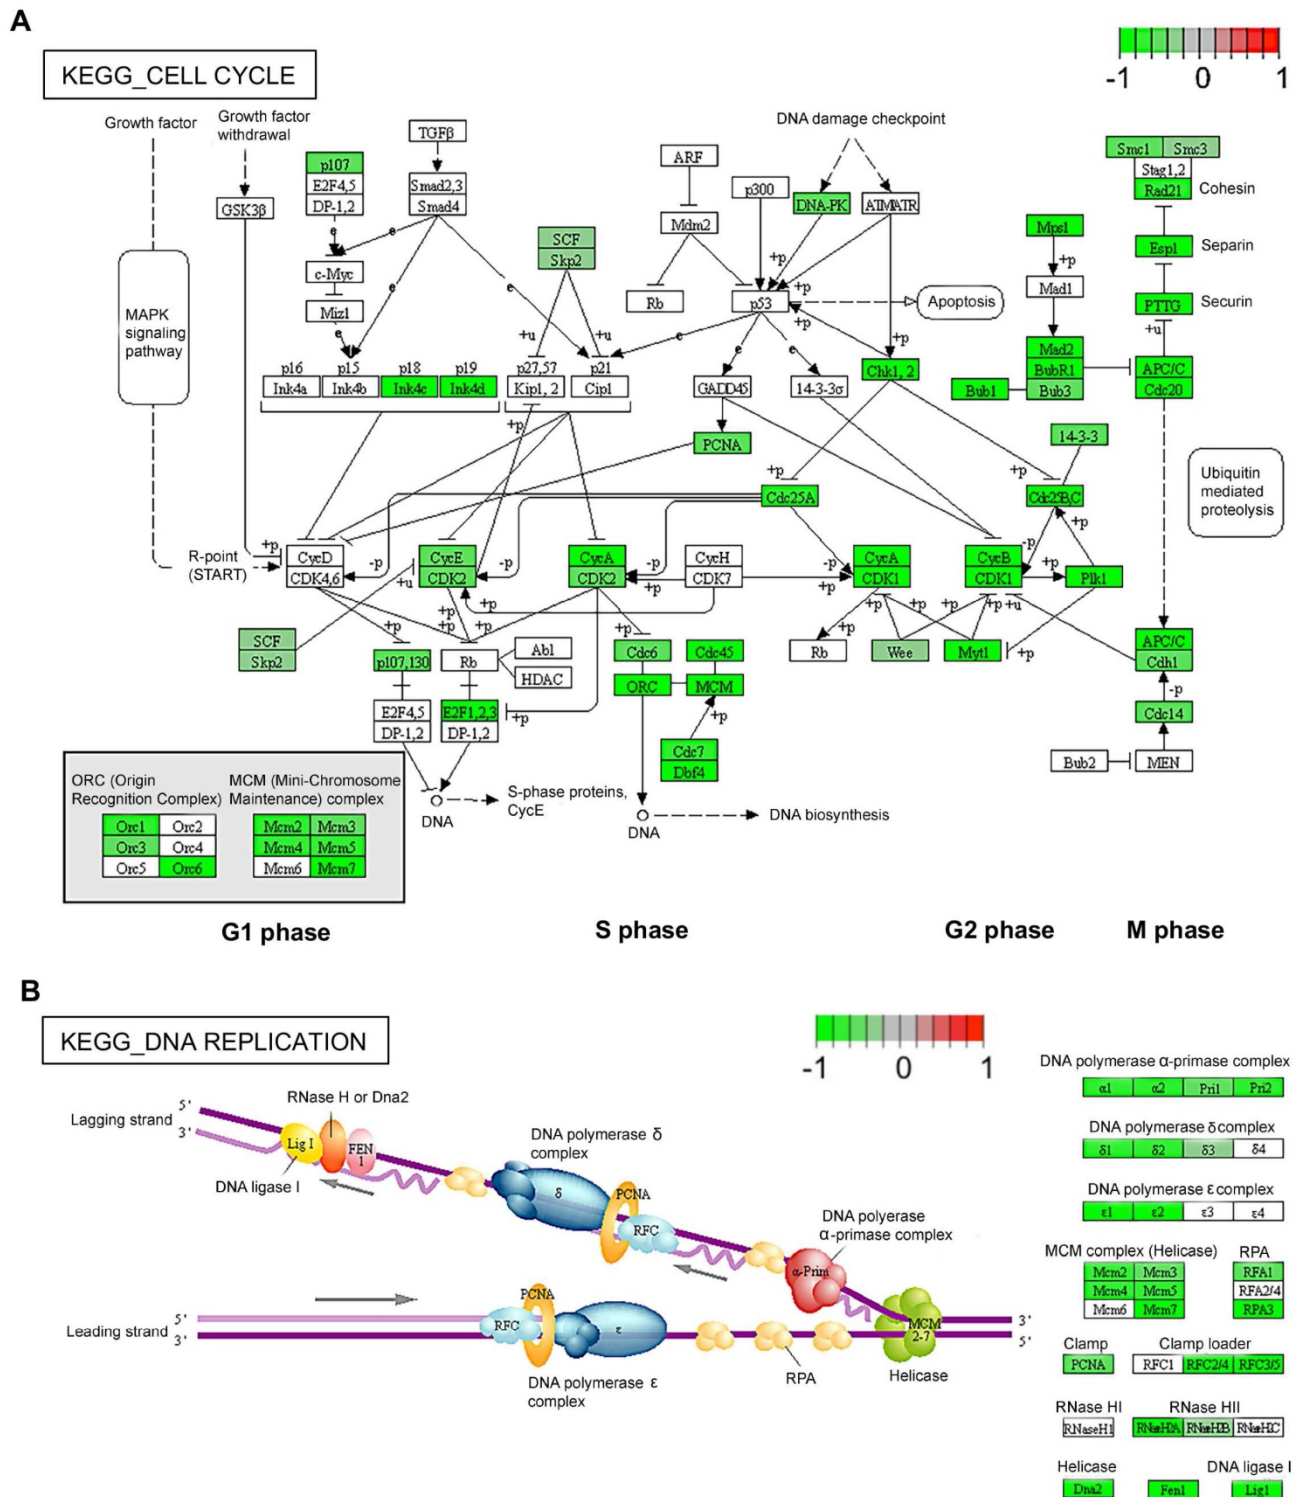 A
KEGG_CELL CYCLE
-1 0 1
Growth factor
Growth factor
withdrawal
TGFβ
DNA damage checkpoint
p107
E2F4,5
DP-1,2
Smad2,3
Smad4
GSK3β
ARF
p300
DNA-PK
ATM/ATR
Smc1 Smc3
Stag1,2
Rad21
Cohesin
Mps1
Esp1
Separin
SCF
Skp2
Mdm2
e
e
+p
+p
+p
c-Myc
Mad1
MAPK
signaling
pathway
Miz1
e
e
Rb
p53
Apoptosis
PTTG
Securin
+p
+u
+u
+p
+u
e
e
e
e
Mad2
BubR1
Bub3
Bub1
APC/C
Cdc20
p16
Ink4a
p15
Ink4b
p18
Ink4c
p19
Ink4d
p27,57
Kip1, 2
p21
Cip1
GADD45
14-3-3σ
Chk1, 2
+p
PCNA
14-3-3
+p
+p
Cdc25A
Cdc25B,C
Ubiquitin
mediated
proteolysis
+p
R-point
(START)
+p
CycD
CDK4,6
-p
CycE
CDK2
-p
CycA
CDK2
-p
CycH
CDK7
-p
CycA
CDK1
CycB
CDK1
-p
+p
Plk1
+u
+p
+p
+p
+p
+p
+p
+p
+p
+p
+p
+u
SCF
Skp2
p107,130
Rb
Abl
HDAC
Cdc6
Cdc45
Rb
Wee
Myt1
+p
APC/C
Cdh1
ORC
MCM
-p
E2F4,5
DP-1,2
E2F1,2,3
DP-1,2
+p
+p
Cdc14
Cdc7
Dbf4
Bub2
MEN
ORC (Origin
Recognition Complex)
MCM (Mini-Chromosome
Maintenance) complex
Orc1 Orc2
Orc3 Orc4
Orc5 Orc6
Mcm2 Mcm3
Mcm4 Mcm5
Mcm6 Mcm7
DNA
S-phase proteins,
CycE
DNA
DNA biosynthesis
G1 phase
S phase
G2 phase
M phase
B
KEGG_DNA REPLICATION
-1 0 1
Lagging strand
5'
3'
RNase H or Dna2
Lig I
FEN
1
DNA ligase I
DNA polymerase δ
complex
δ
PCNA
RFC
DNA polyerase
α-primase complex
α-Prim
Leading strand
5'
3'
PCNA
RFC
ε
DNA polymerase ε
complex
RPA
MCM
2-7
Helicase
3'
5'
DNA polymerase α-primase complex
α1 α2 Pri1 Pri2
DNA polymerase δ complex
δ1 δ2 δ3 δ4
DNA polymerase ε complex
ε1 ε2 ε3 ε4
MCM complex (Helicase)
Mcm2 Mcm3
Mcm4 Mcm5
Mcm6 Mcm7
RPA
RFA1
RFA2/4
RPA3
Clamp
PCNA
Clamp loader
RFC1 RFC2/4 RFC3/5
RNase HI
RNaseH1
RNase HII
RNaseH2A RNaseH2B RNaseH2C
Helicase
Dna2
Fen1
DNA ligase I
Lig1